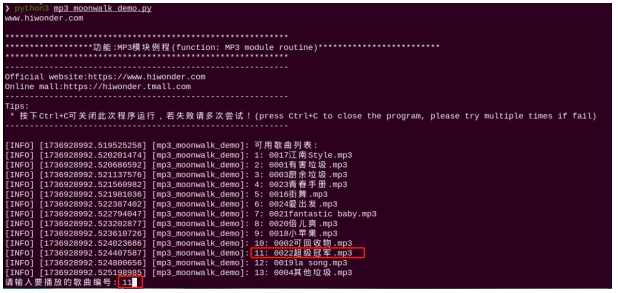 ❯ python3 mp3_moonwalk_demo.py
www.hiwonder.com
**********************************************************
******************功能:MP3模块例程(function: MP3 module routine)*************************
**********************************************************
----------------------------------------------------------
Official website:https://www.hiwonder.com
Online mall:https://hiwonder.tmall.com
----------------------------------------------------------
Tips:
* 按下Ctrl+C可关闭此次程序运行，若失败请多次尝试！(press Ctrl+C to close the program, please try multiple times if fail)
----------------------------------------------------------
[INFO] [1736928992.519525258] [mp3_moonwalk_demo]: 可用歌曲列表:
[INFO] [1736928992.520201474] [mp3_moonwalk_demo]: 1: 0017江南Style.mp3
[INFO] [1736928992.520686592] [mp3_moonwalk_demo]: 2: 0001有害垃圾.mp3
[INFO] [1736928992.521137576] [mp3_moonwalk_demo]: 3: 0003厨余垃圾.mp3
[INFO] [1736928992.521560982] [mp3_moonwalk_demo]: 4: 0023青春手册.mp3
[INFO] [1736928992.521981036] [mp3_moonwalk_demo]: 5: 0016街舞.mp3
[INFO] [1736928992.522387402] [mp3_moonwalk_demo]: 6: 0024爱出发.mp3
[INFO] [1736928992.522794047] [mp3_moonwalk_demo]: 7: 0021fantastic baby.mp3
[INFO] [1736928992.523202877] [mp3_moonwalk_demo]: 8: 0020倍儿爽.mp3
[INFO] [1736928992.523610726] [mp3_moonwalk_demo]: 9: 0018小苹果.mp3
[INFO] [1736928992.524023686] [mp3_moonwalk_demo]: 10: 0002可回收物.mp3
[INFO] [1736928992.524407587] [mp3_moonwalk_demo]: 11: 0022超级冠军.mp3
[INFO] [1736928992.524800656] [mp3_moonwalk_demo]: 12: 0019la song.mp3
[INFO] [1736928992.525198985] [mp3_moonwalk_demo]: 13: 0004其他垃圾.mp3
请输入要播放的歌曲编号: 11